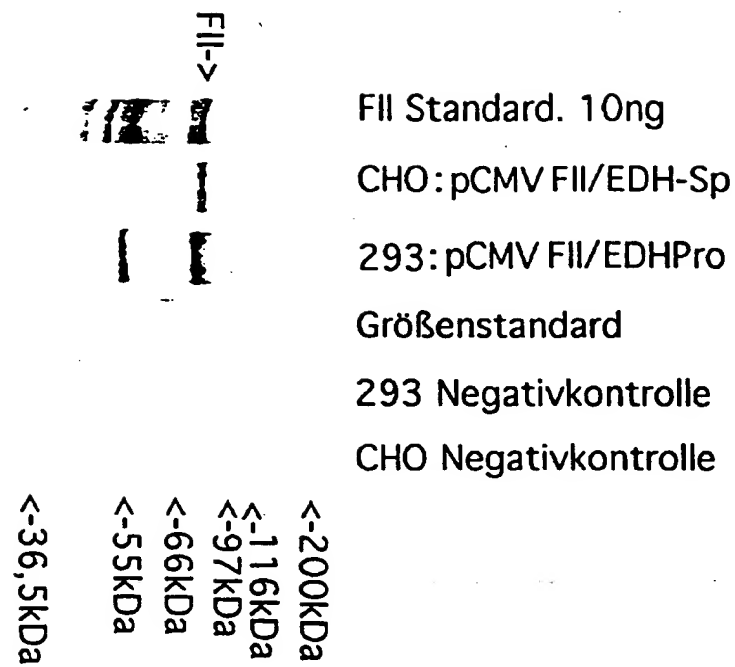 FII->
FII Standard. 10ng
CHO: pCMV FII/EDH-Sp
293: pCMV FII/EDHPro
Größenstandard
293 Negativkontrolle
CHO Negativkontrolle
<-36,5kDa
<-55kDa
<-66kDa
<-97kDa
<-116kDa
<-200kDa